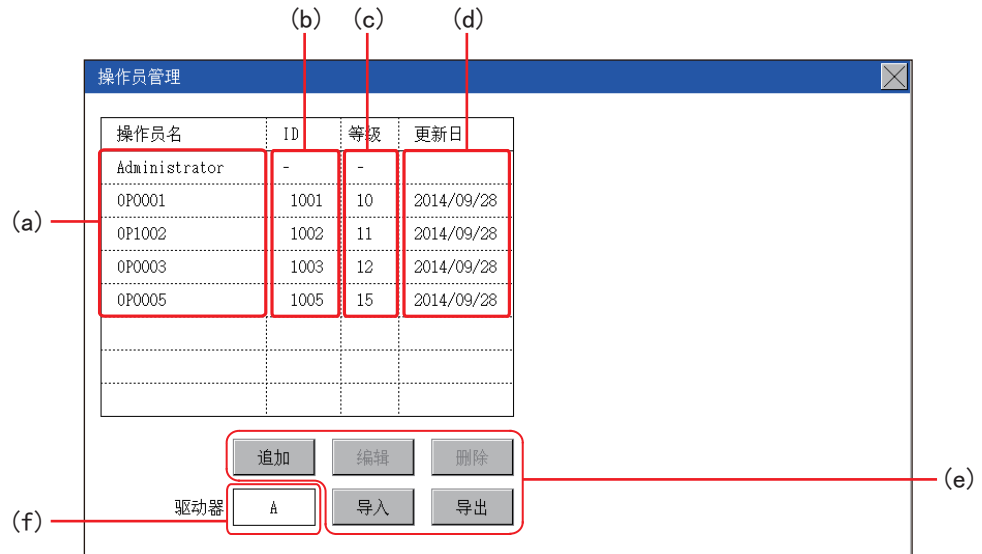 (b) (c) (d)
操作员管理
操作员名 ID 等级 更新日
Administrator - -
OP0001 1001 10 2014/09/28
(a)
OP1002 1002 11 2014/09/28
OP0003 1003 12 2014/09/28
OP0005 1005 15 2014/09/28
追加 编辑 删除
(e)
驱动器 A 导入 导出
(f)